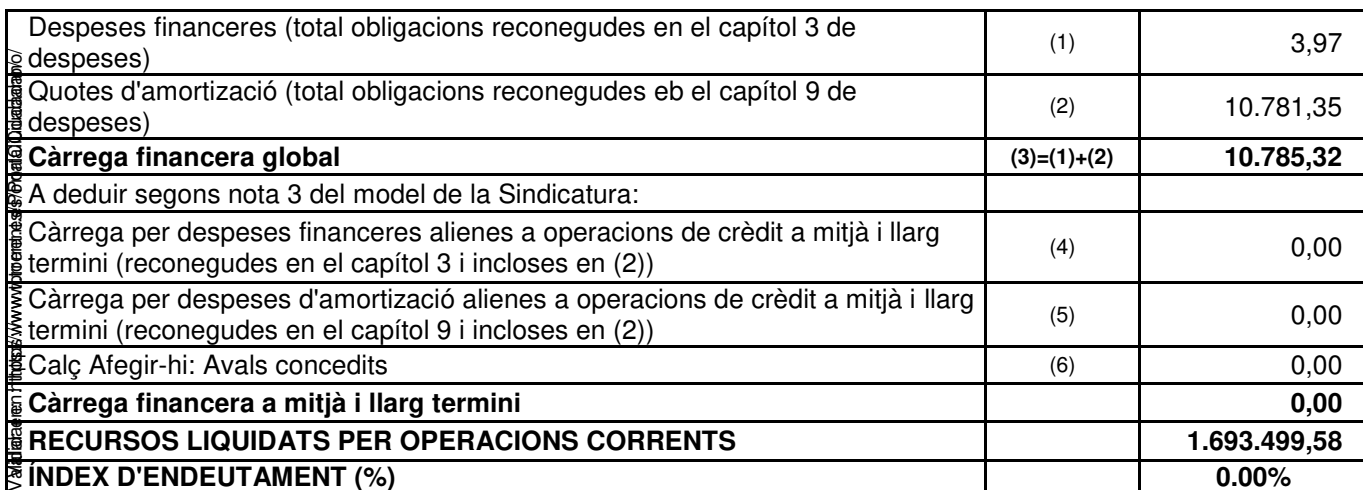 Despeses financeres (total obligacions reconegudes en el capítol 3 de
despeses) (1) 3,97
Quotes d'amortizació (total obligacions reconegudes eb el capítol 9 de
despeses) (2) 10.781,35
Càrrega financera global (3)=(1)+(2) 10.785,32
A deduir segons nota 3 del model de la Sindicatura:
Càrrega per despeses financeres alienes a operacions de crèdit a mitjà i llarg
termini (reconegudes en el capítol 3 i incloses en (2)) (4) 0,00
Càrrega per despeses d'amortizació alienes a operacions de crèdit a mitjà i llarg
termini (reconegudes en el capítol 9 i incloses en (2)) (5) 0,00
Calç Afegir-hi: Avals concedits (6) 0,00
Càrrega financera a mitjà i llarg termini 0,00
RECURSOS LIQUIDATS PER OPERACIONS CORRENTS 1.693.499,58
ÍNDEX D'ENDEUTAMENT (%) 0.00%